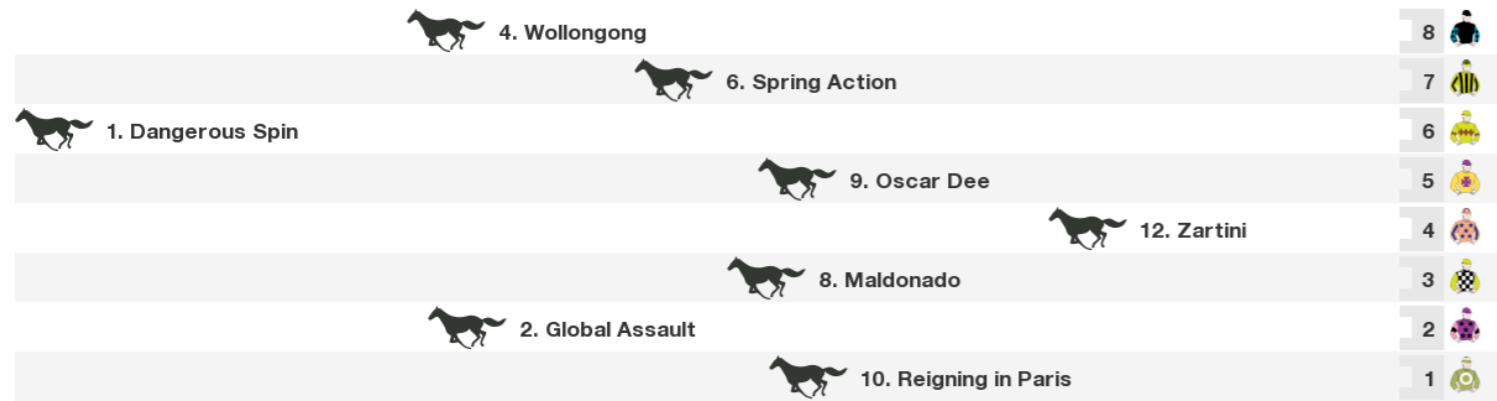 4. Wollongong 8
6. Spring Action 7
1. Dangerous Spin 6
9. Oscar Dee 5
12. Zartini 4
8. Maldonado 3
2. Global Assault 2
10. Reigning in Paris 1